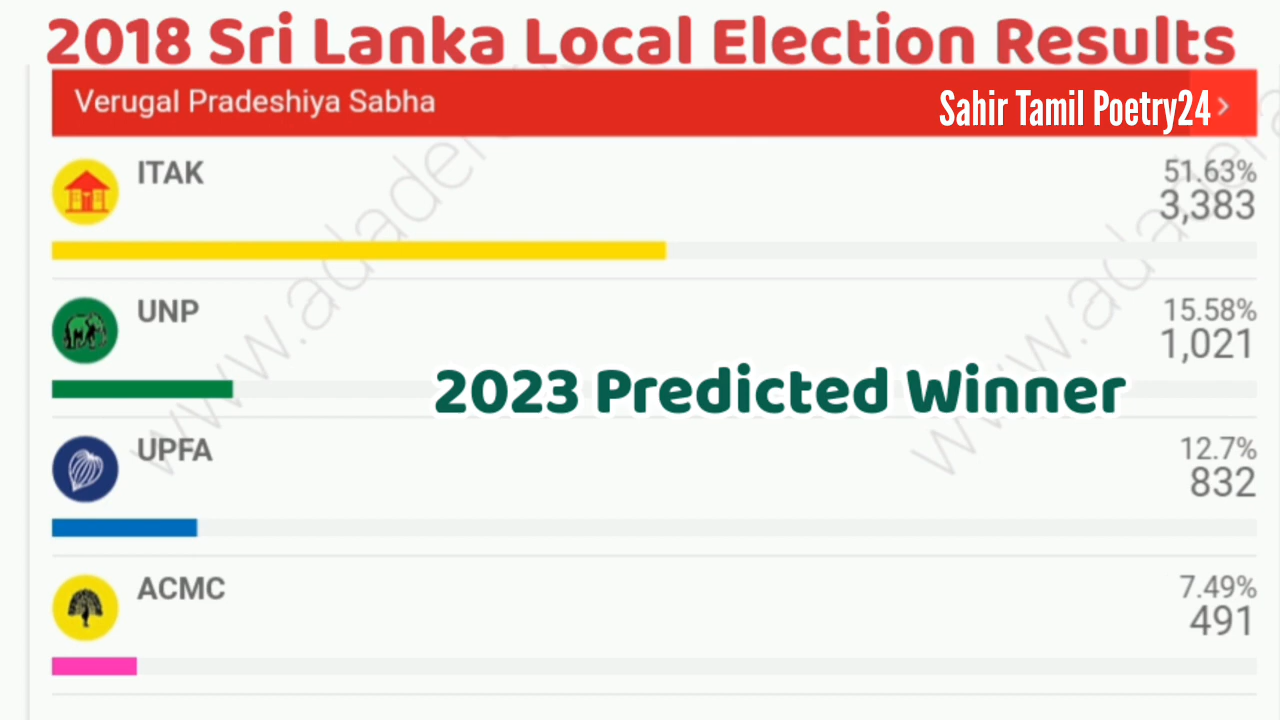 2018 Sri Lanka Local Election Results
Verugal Pradeshiya Sabha
Sahir Tamil Poetry24 >
ITAK
51.63%
3,383
UNP
15.58%
1,021
2023 Predicted Winner
UPFA
12.7%
832
ACMC
7.49%
491